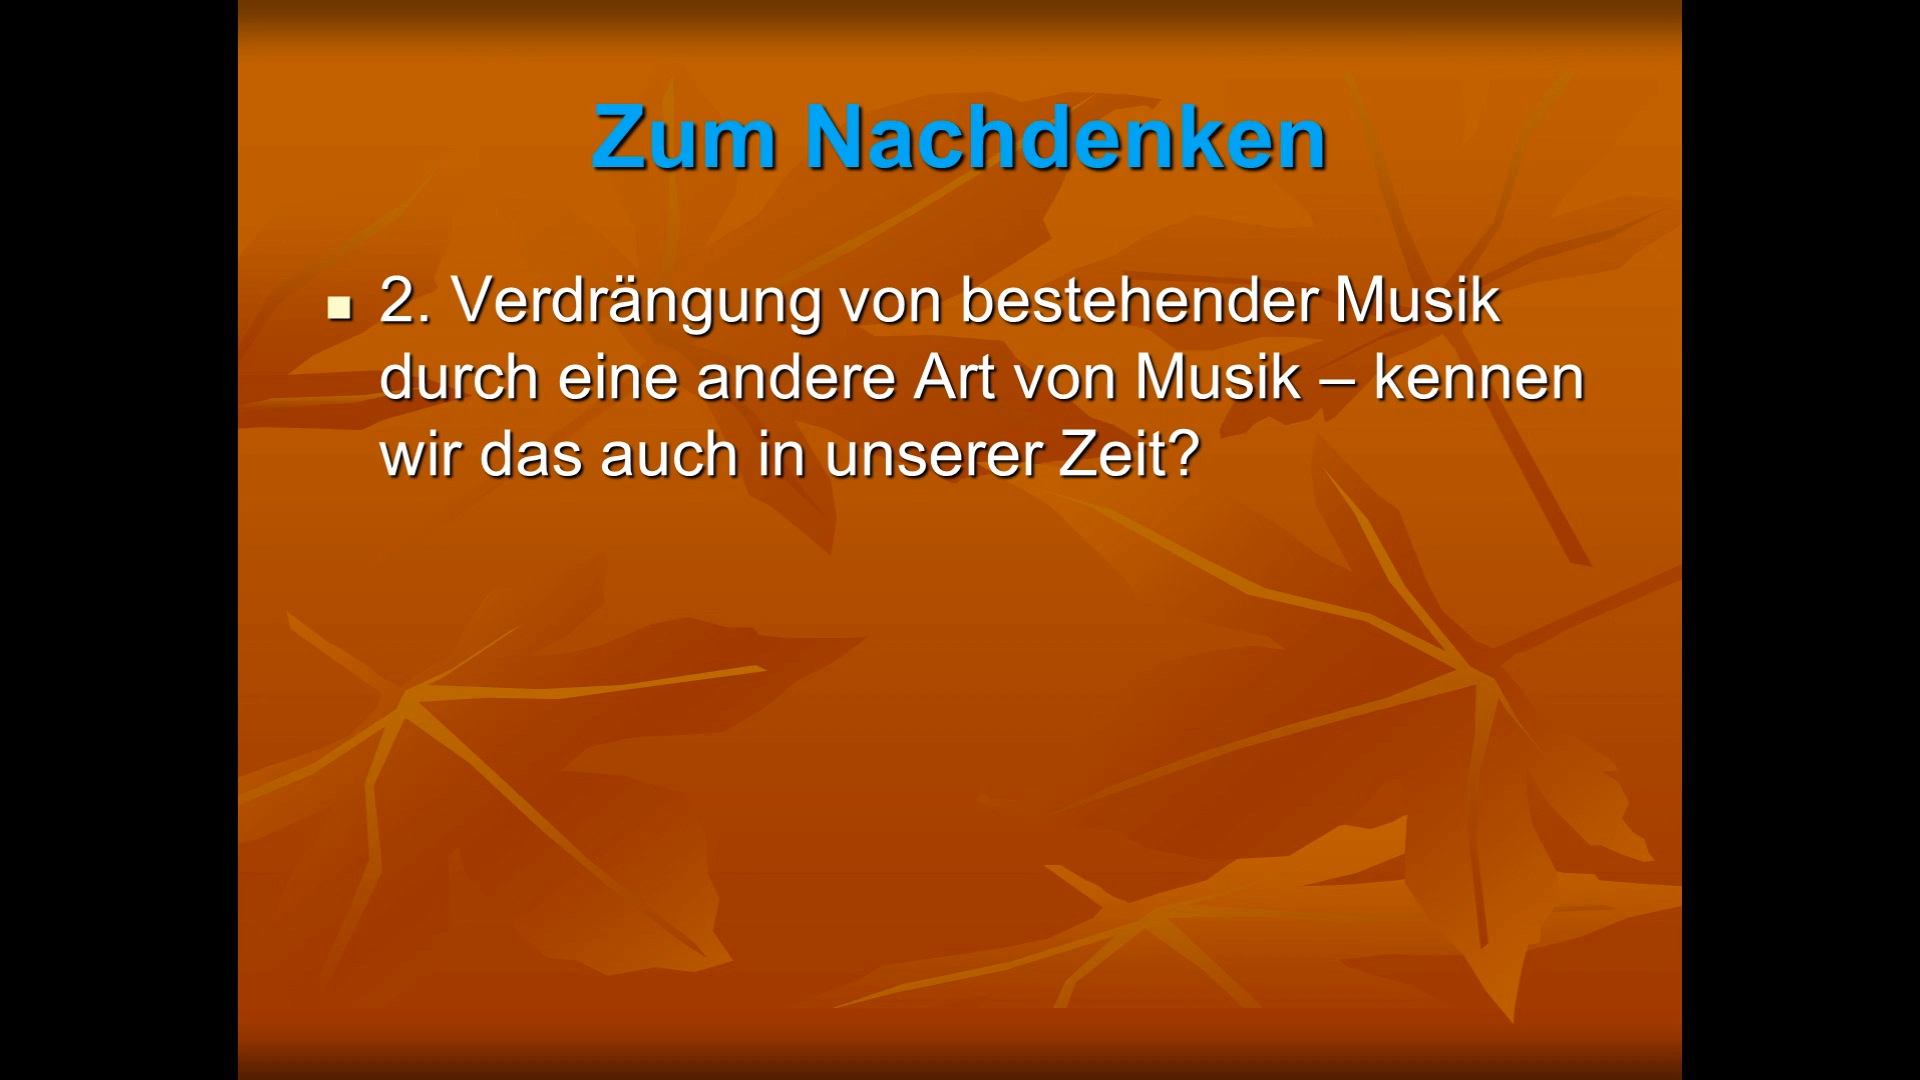 Zum Nachdenken
2. Verdrängung von bestehender Musik
durch eine andere Art von Musik – kennen
wir das auch in unserer Zeit?